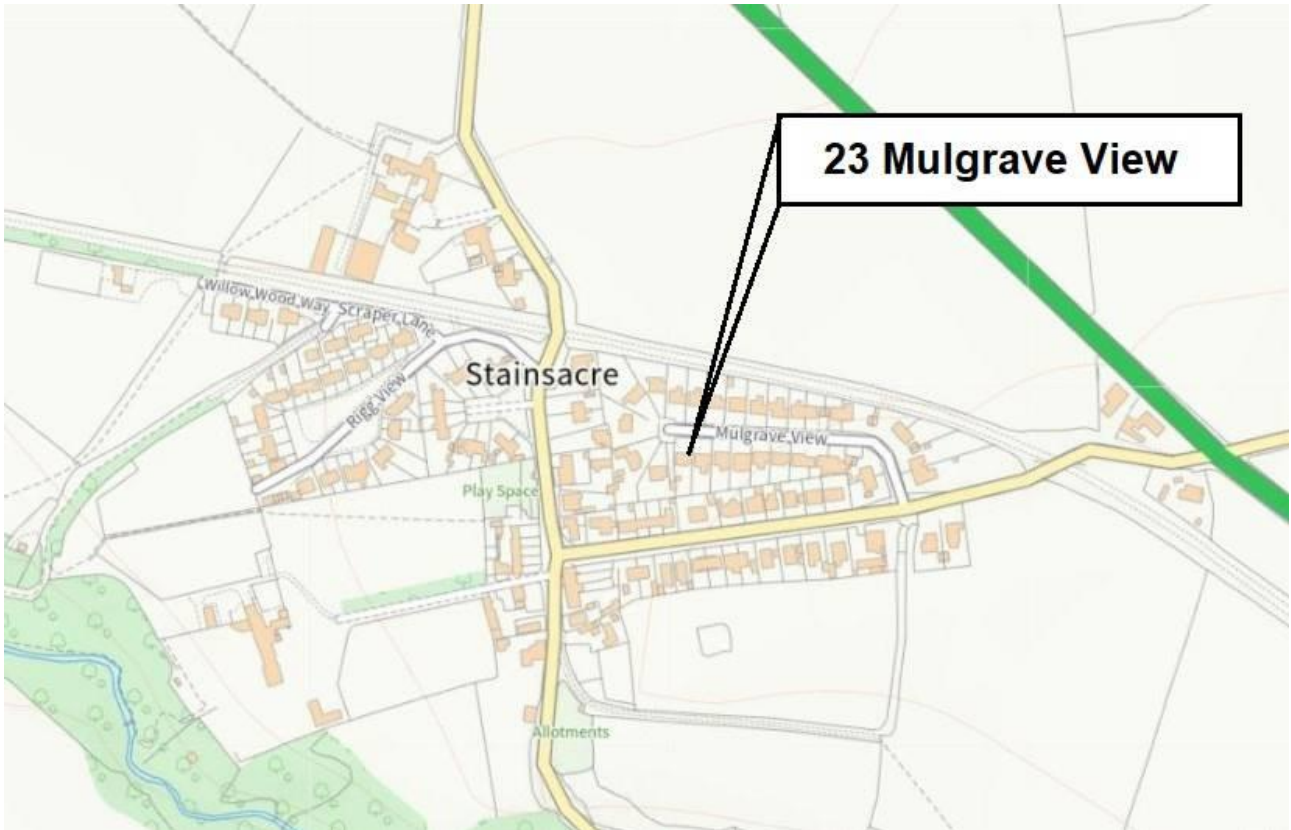 23 Mulgrave View
Willow Wood Way
Scraper Lane
Stainsacre
Rigg View
Mulgrave View
Play Space
Allotments